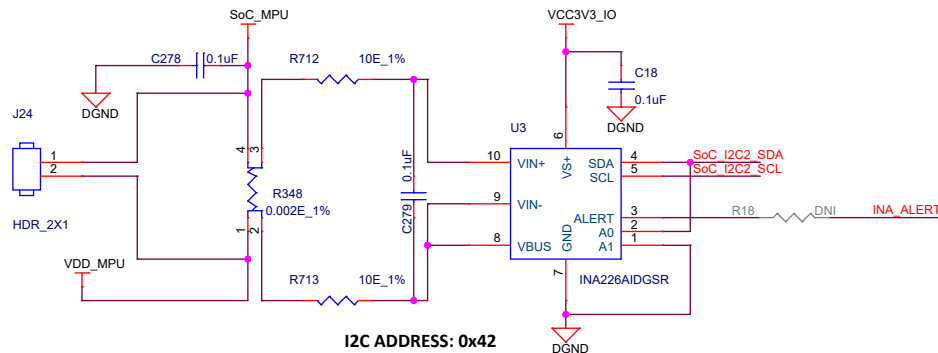 SoC_MPU
VCC3V3_IO
C278
0.1uF
R712
10E_1%
C18
DGND
0.1uF
J24
DGND
U3
6
4
3
0.1uF
10
VIN+
VS+
SDA
4
SoC_I2C2_SDA
1
SCL
5
SoC_I2C2_SCL
2
R348
9
VIN-
0.002E_1%
C279
ALERT
3
R18
DNI
INA_ALERT
HDR_2X1
1
2
A0
2
8
VBUS
GND
A1
1
VDD_MPU
R713
10E_1%
7
INA226AIDGSR
I2C ADDRESS: 0x42
DGND